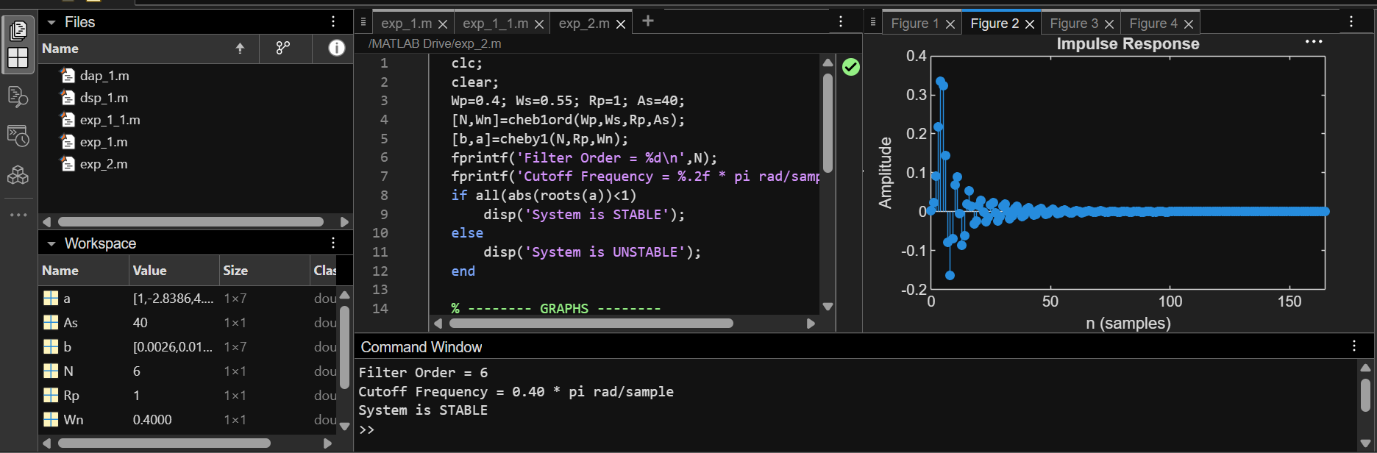 Files
Name
dap_1.m
dsp_1.m
exp_1_1.m
exp_1.m
exp_2.m
Workspace
Name Value Size Clas
a [1,-2.8386,4.... 1×7 dou
As 40 1×1 dou
b [0.0026,0.01... 1×7 dou
N 6 1×1 dou
Rp 1 1×1 dou
Wn 0.4000 1×1 dou
exp_1.m × exp_1_1.m × exp_2.m × +
/MATLAB Drive/exp_2.m
1 clc;
2 clear;
3 Wp=0.4; Ws=0.55; Rp=1; As=40;
4 [N,Wn]=cheb1ord(Wp,Ws,Rp,As);
5 [b,a]=cheby1(N,Rp,Wn);
6 fprintf('Filter Order = %d\n',N);
7 fprintf('Cutoff Frequency = %.2f * pi rad/samp
8 if all(abs(roots(a))<1)
9 disp('System is STABLE');
10 else
11 disp('System is UNSTABLE');
12 end
13
14 % -------- GRAPHS --------
Figure 1 × Figure 2 × Figure 3 × Figure 4 ×
Impulse Response
0.4
0.3
0.2
0.1
0
-0.1
-0.2
Amplitude
0 50 100 150
n (samples)
Command Window
Filter Order = 6
Cutoff Frequency = 0.40 * pi rad/sample
System is STABLE
>>